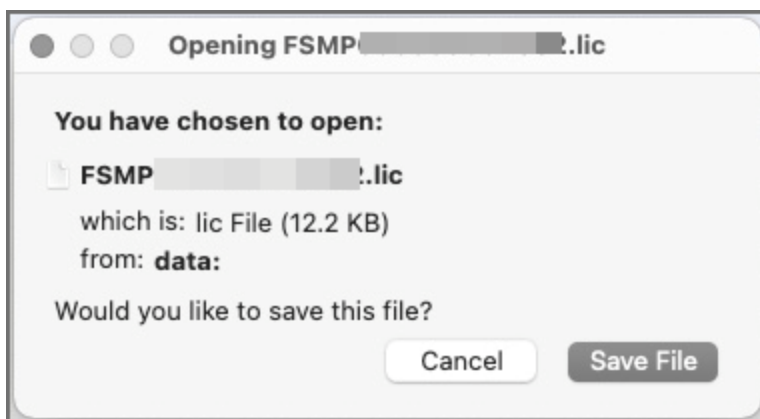 Opening FSMP .lic
You have chosen to open:
FSMP .lic
which is: lic File (12.2 KB)
from: data:
Would you like to save this file?
Cancel
Save File